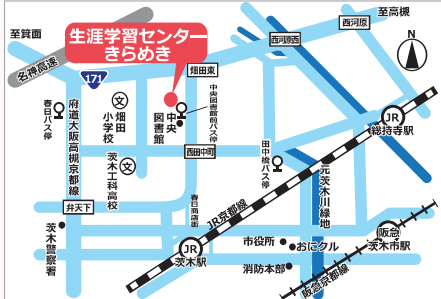 至箕面
生涯学習センター
きらめき
至高槻
西河原
西河原西
N
名神高速
171
畑田東
春日バス停
府道大阪高槻京都線
畑田
小学校
文
中央
図書館
中央図書館前バス停
JR
総持寺駅
茨木工科高校
文
西田中町
田中橋バス停
元茨木川緑地
弁天下
春日商店街
JR京都線
阪急
茨木市駅
茨木警察署
JR
茨木駅
市役所
おにクル
消防本部
阪急京都線